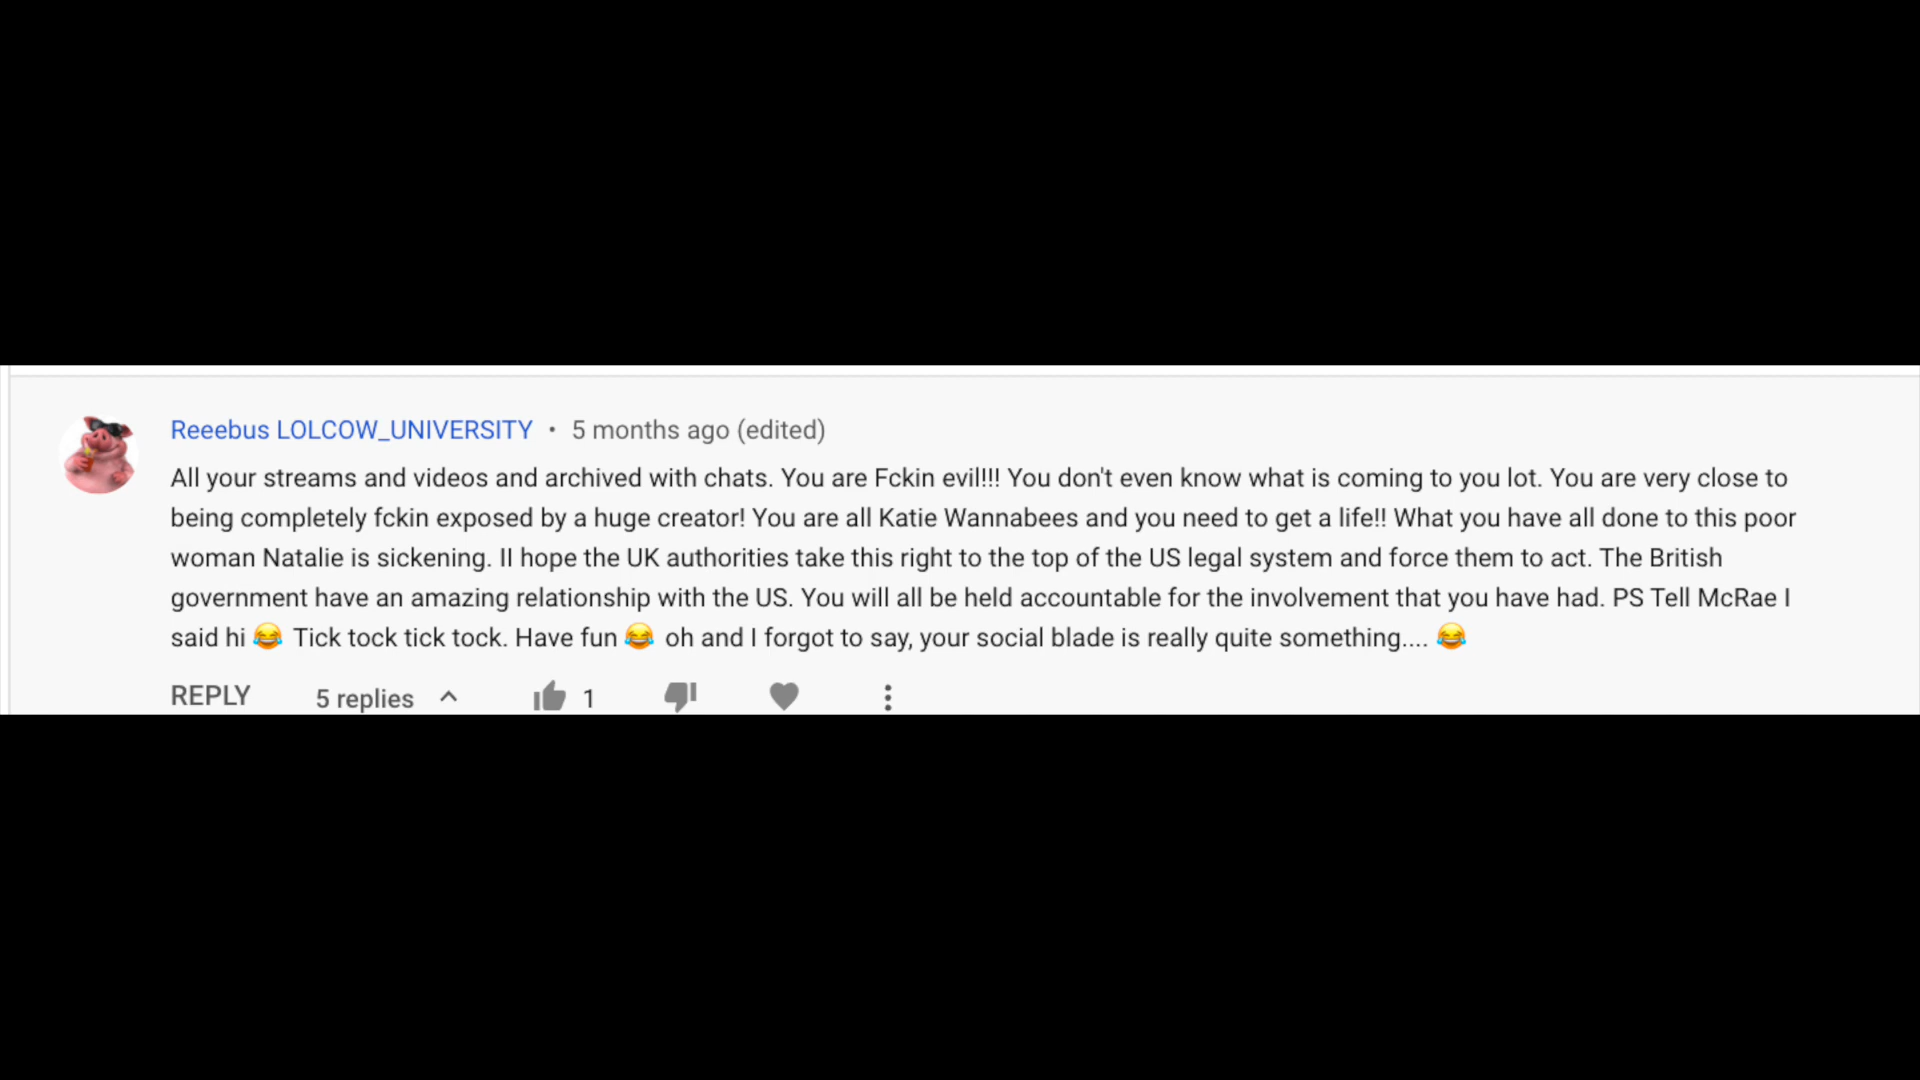 Reeebus LOLCOW_UNIVERSITY • 5 months ago (edited)
All your streams and videos and archived with chats. You are Fckin evil!!! You don't even know what is coming to you lot. You are very close to
being completely fckin exposed by a huge creator! You are all Katie Wannabees and you need to get a life!! What you have all done to this poor
woman Natalie is sickening. II hope the UK authorities take this right to the top of the US legal system and force them to act. The British
government have an amazing relationship with the US. You will all be held accountable for the involvement that you have had. PS Tell McRae I
said hi 😂 Tick tock tick tock. Have fun 😂 oh and I forgot to say, your social blade is really quite something.... 😂
REPLY 5 replies 1